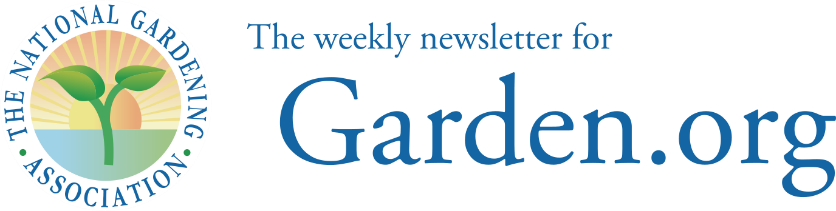 THE NATIONAL GARDENING
• ASSOCIATION •
The weekly newsletter for
Garden.org